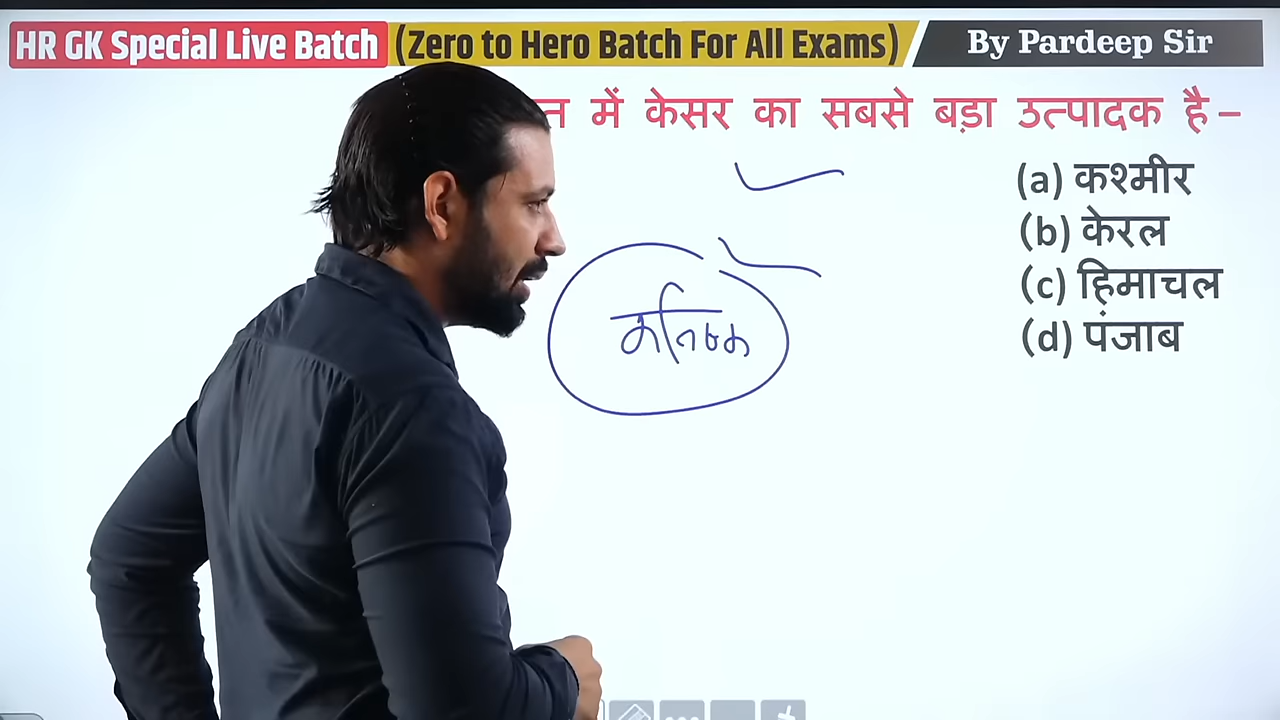 HR GK Special Live Batch (Zero to Hero Batch For All Exams) By Pardeep Sir
में केसर का सबसे बड़ा उत्पादक है–
(a) कश्मीर
(b) केरल
(c) हिमाचल
(d) पंजाब
कनिष्क